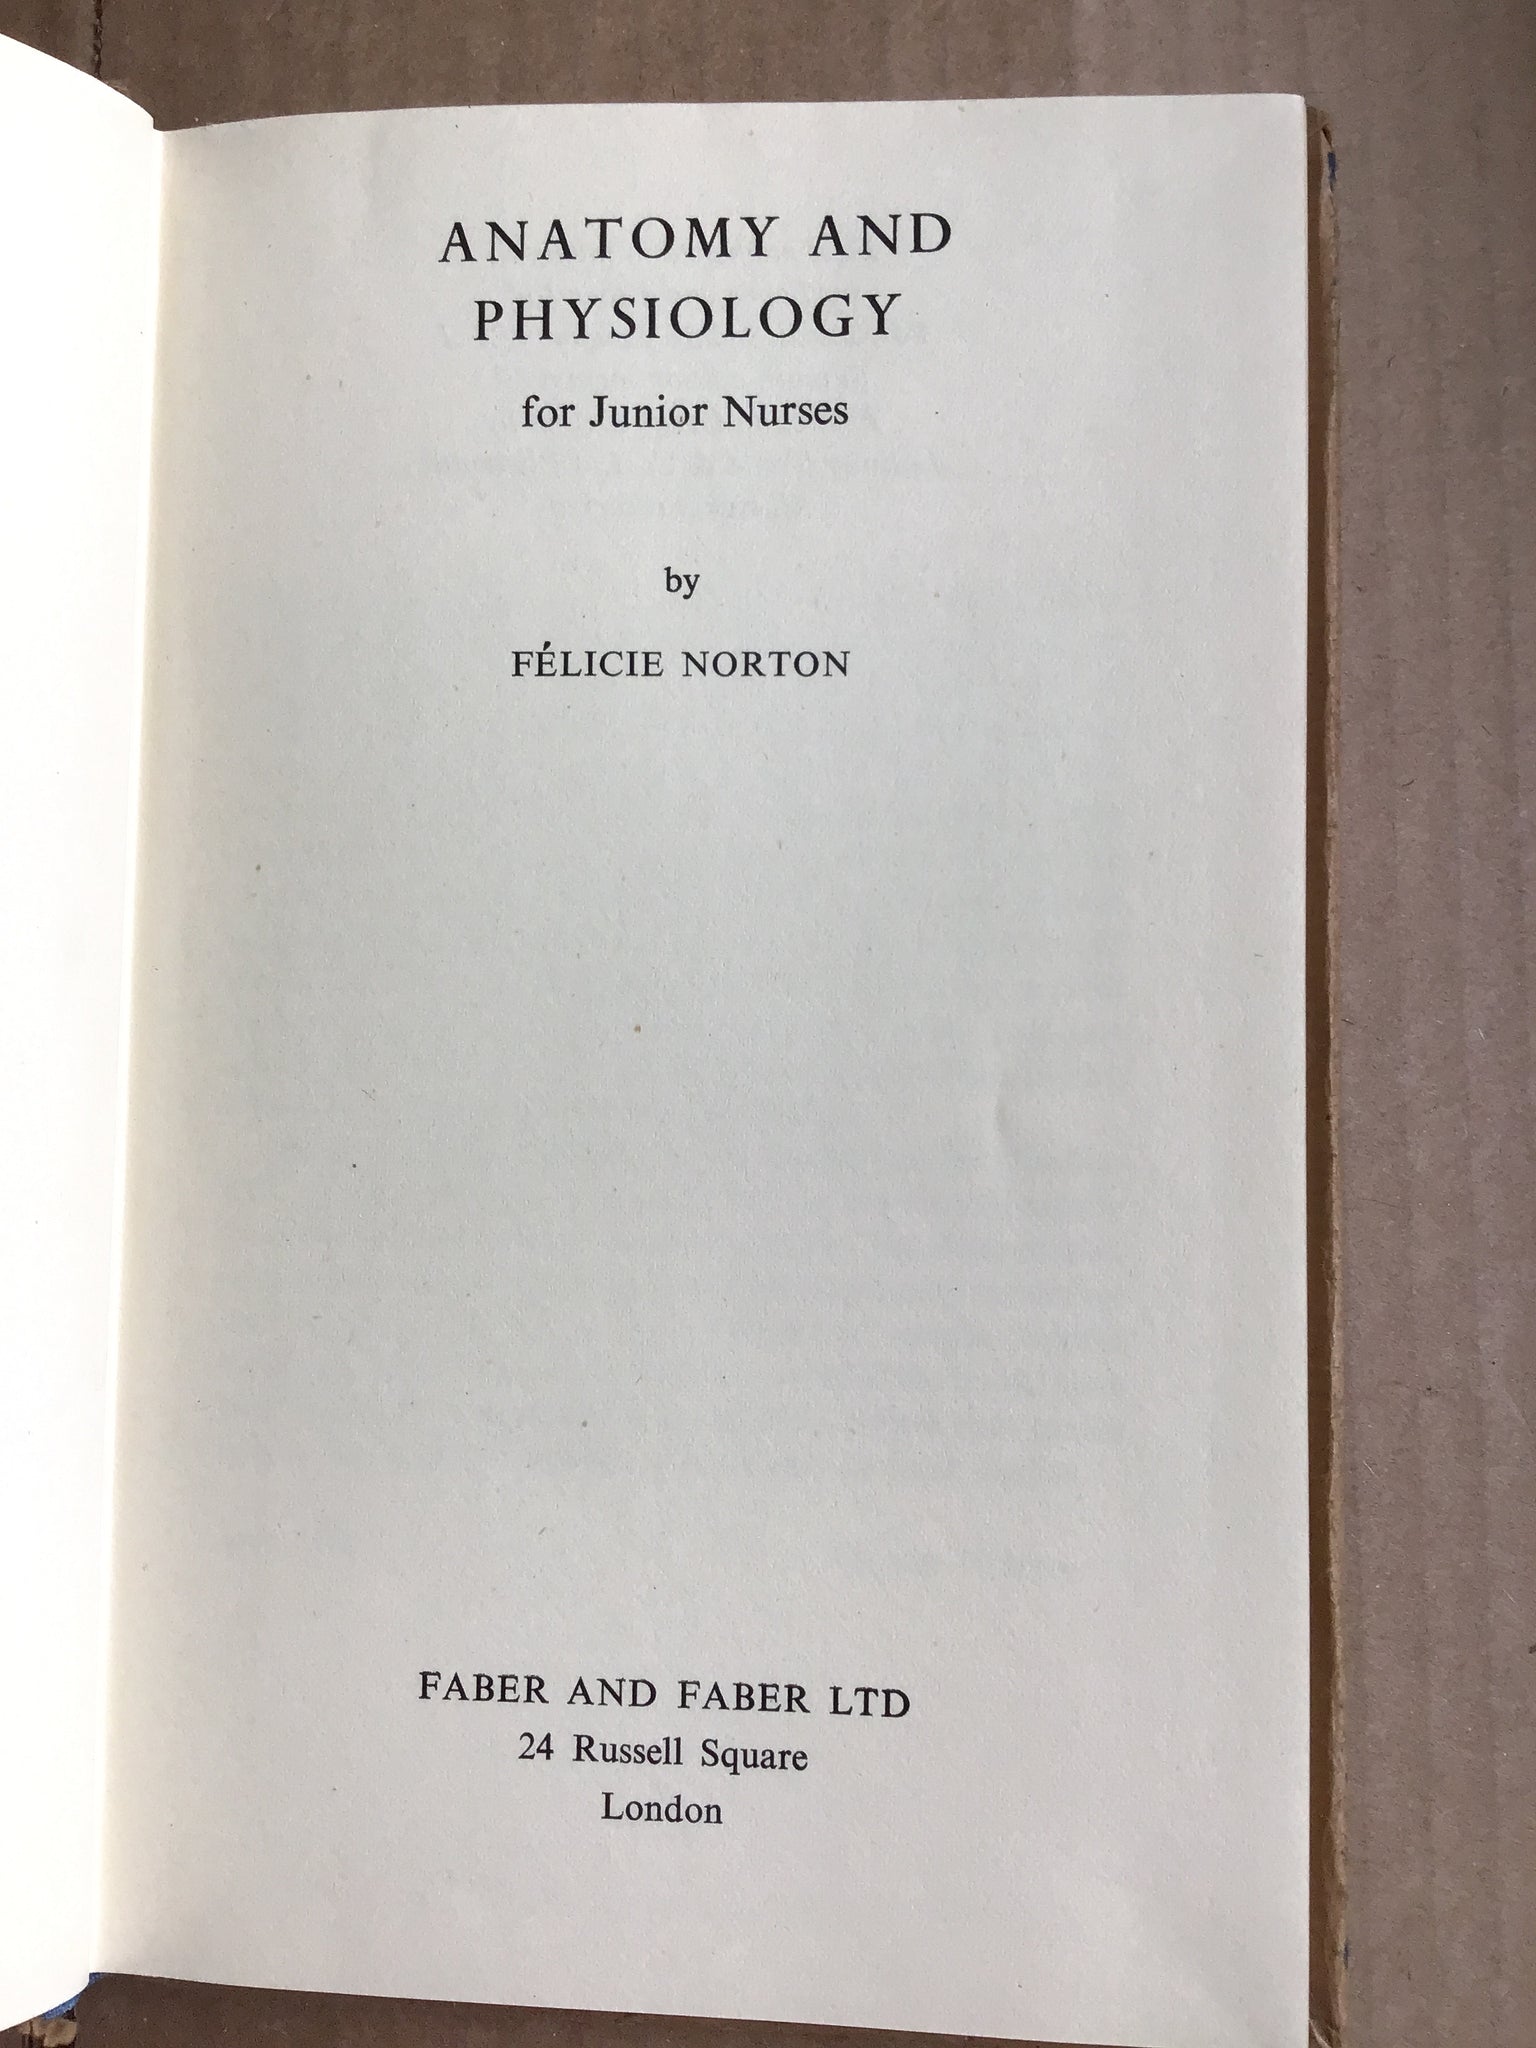 ANATOMY AND
PHYSIOLOGY
for Junior Nurses
by
FÉLICIE NORTON
FABER AND FABER LTD
24 Russell Square
London